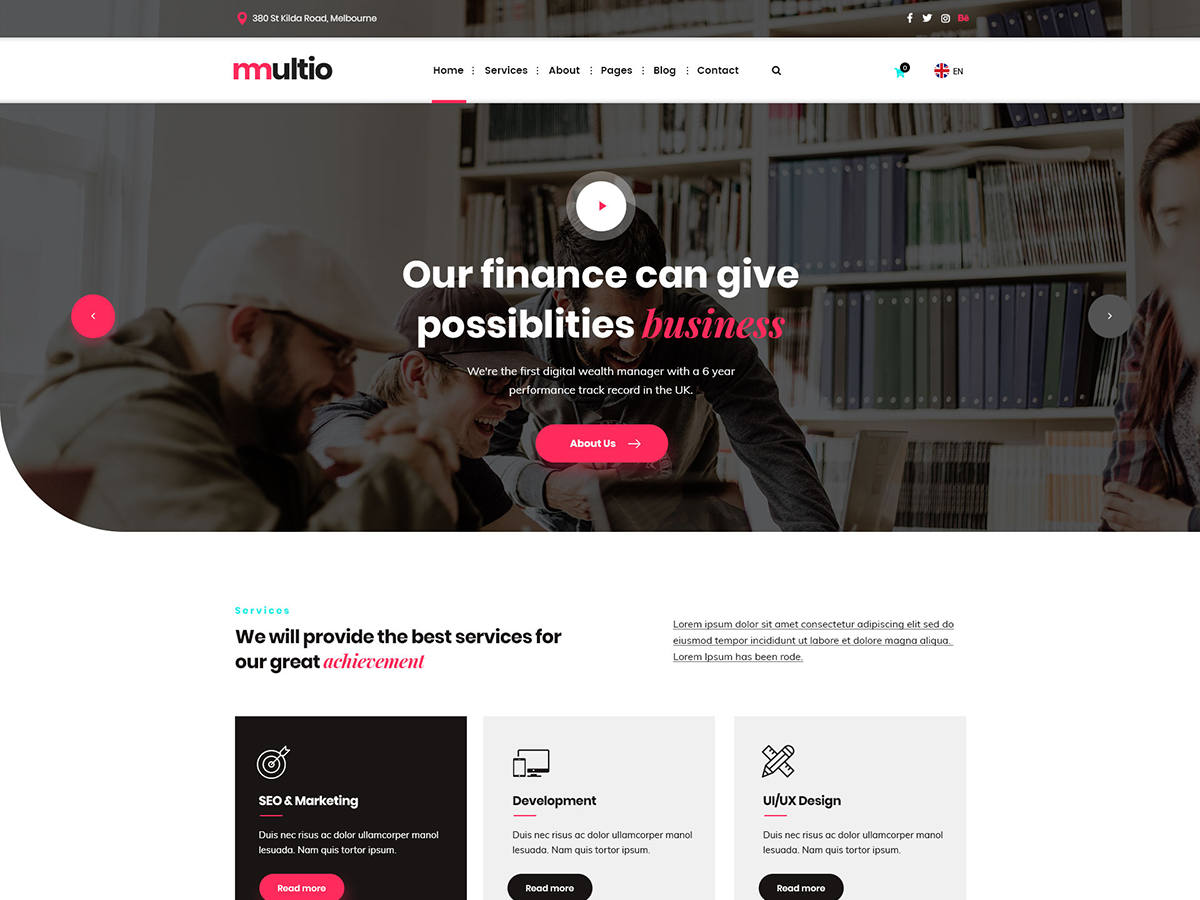 380 St Kilda Road, Melbourne
Bē
multio
Home Services About Pages Blog Contact
0
EN
Our finance can give
possiblities business
We're the first digital wealth manager with a 6 year
performance track record in the UK.
About Us
Services
We will provide the best services for
our great achievement
Lorem ipsum dolor sit amet consectetur adipiscing elit sed do
eiusmod tempor incididunt ut labore et dolore magna aliqua.
Lorem Ipsum has been rode.
SEO & Marketing
Duis nec risus ac dolor ullamcorper manol
lesuada. Nam quis tortor ipsum.
Read more
Development
Duis nec risus ac dolor ullamcorper manol
lesuada. Nam quis tortor ipsum.
Read more
UI/UX Design
Duis nec risus ac dolor ullamcorper manol
lesuada. Nam quis tortor ipsum.
Read more